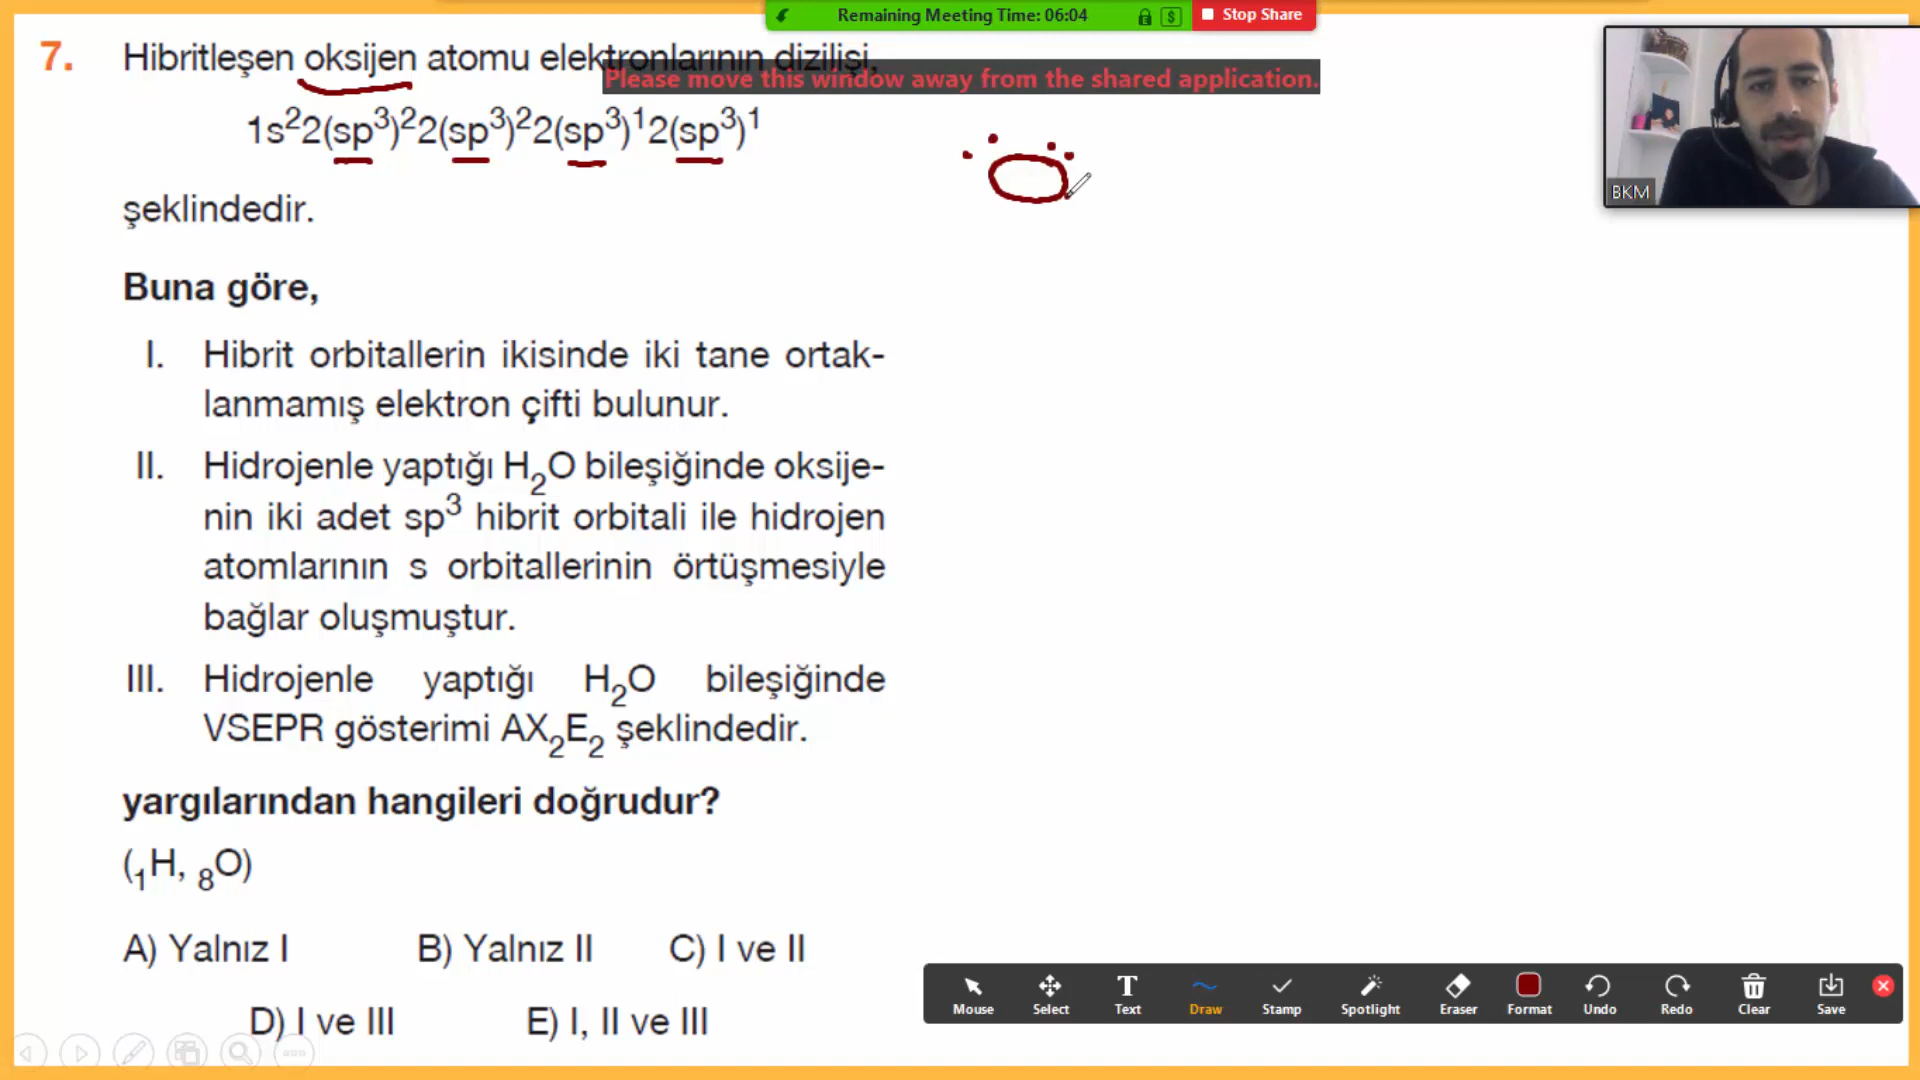 Remaining Meeting Time: 06:04
Stop Share
Please move this window away from the shared application.
7. Hibritleşen oksijen atomu elektronlarının dizilişi,
1s²2(sp³)²2(sp³)²2(sp³)¹2(sp³)¹
şeklindedir.
BKM
Buna göre,
I. Hibrit orbitallerin ikisinde iki tane ortak-
lanmamış elektron çifti bulunur.
II. Hidrojenle yaptığı H₂O bileşiğinde oksije-
nin iki adet sp³ hibrit orbitali ile hidrojen
atomlarının s orbitallerinin örtüşmesiyle
bağlar oluşmuştur.
III. Hidrojenle yaptığı H₂O bileşiğinde
VSEPR gösterimi AX₂E₂ şeklindedir.
yargılarından hangileri doğrudur?
(₁H, ₈O)
A) Yalnız I B) Yalnız II C) I ve II
D) I ve III E) I, II ve III
Mouse Select Text Draw Stamp Spotlight Eraser Format Undo Redo Clear Save